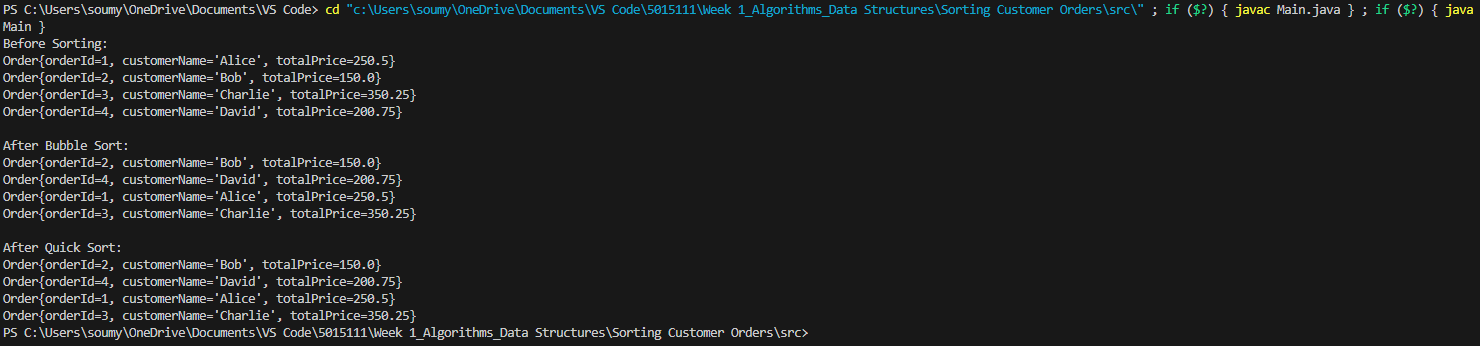 PS C:\Users\soumy\OneDrive\Documents\VS Code> cd "c:\Users\soumy\OneDrive\Documents\VS Code\5015111\Week 1_Algorithms_Data Structures\Sorting Customer Orders\src\" ; if ($?) { javac Main.java } ; if ($?) { java
Main }
Before Sorting:
Order{orderId=1, customerName='Alice', totalPrice=250.5}
Order{orderId=2, customerName='Bob', totalPrice=150.0}
Order{orderId=3, customerName='Charlie', totalPrice=350.25}
Order{orderId=4, customerName='David', totalPrice=200.75}

After Bubble Sort:
Order{orderId=2, customerName='Bob', totalPrice=150.0}
Order{orderId=4, customerName='David', totalPrice=200.75}
Order{orderId=1, customerName='Alice', totalPrice=250.5}
Order{orderId=3, customerName='Charlie', totalPrice=350.25}

After Quick Sort:
Order{orderId=2, customerName='Bob', totalPrice=150.0}
Order{orderId=4, customerName='David', totalPrice=200.75}
Order{orderId=1, customerName='Alice', totalPrice=250.5}
Order{orderId=3, customerName='Charlie', totalPrice=350.25}
PS C:\Users\soumy\OneDrive\Documents\VS Code\5015111\Week 1_Algorithms_Data Structures\Sorting Customer Orders\src>